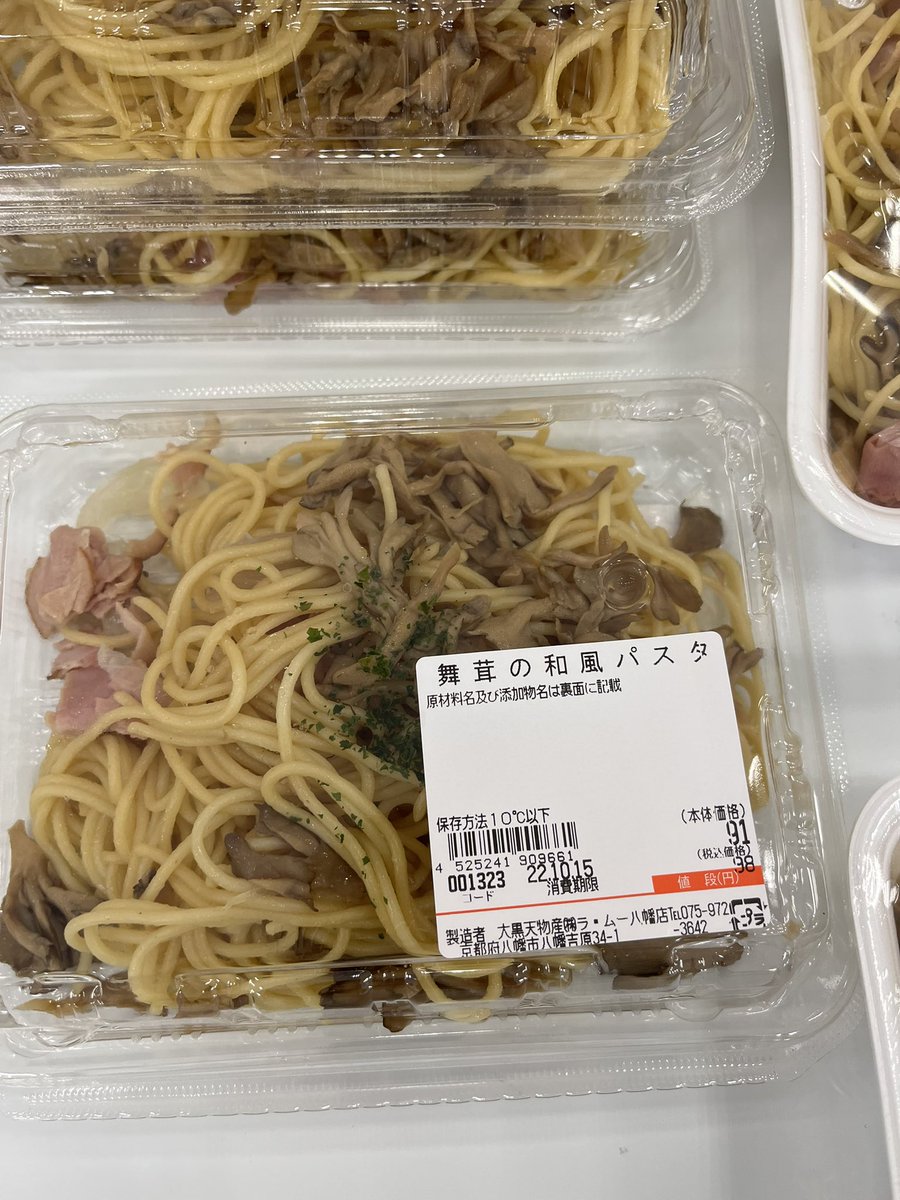 舞茸の和風パスタ
原材料名及び添加物名は裏面に記載
保存方法10℃以下
(本体価格)
91
4 525241 909661
(税込価格)
98
001323 22.10.15
コード 消費期限
値 段(円)
製造者 大黒天物産㈱ラ・ムー八幡店℡075-972
-3642
京都府八幡市八幡吉原34-1
プラ